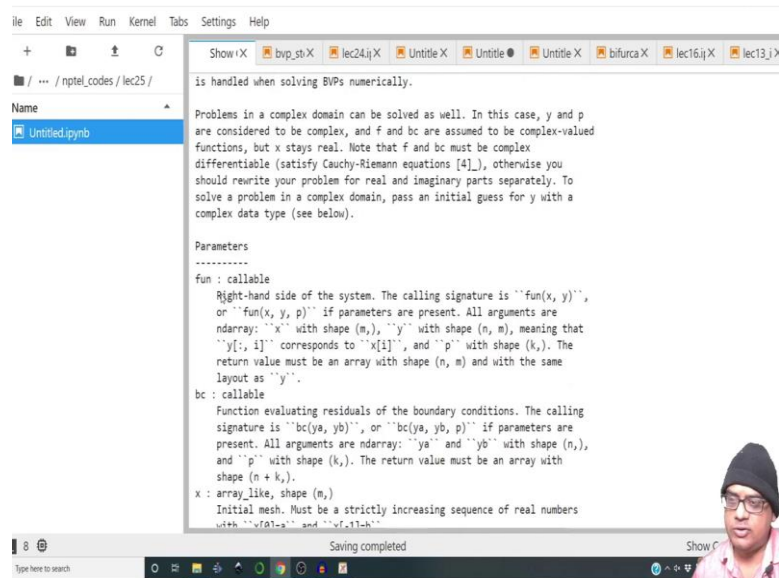 ile Edit View Run Kernel Tabs Settings Help
Show X bvp_st X lec24.i X Untitle X Untitle Untitle X bifurca X lec16.i X lec13_i X
/ ... / nptel_codes / lec25 /
Name
Untitled.ipynb
is handled when solving BVPs numerically.
Problems in a complex domain can be solved as well. In this case, y and p
are considered to be complex, and f and bc are assumed to be complex-valued
functions, but x stays real. Note that f and bc must be complex
differentiable (satisfy Cauchy-Riemann equations [4]_), otherwise you
should rewrite your problem for real and imaginary parts separately. To
solve a problem in a complex domain, pass an initial guess for y with a
complex data type (see below).
Parameters
----------
fun : callable
Right-hand side of the system. The calling signature is ``fun(x, y)``,
or ``fun(x, y, p)`` if parameters are present. All arguments are
ndarray: ``x`` with shape (m,), ``y`` with shape (n, m), meaning that
``y[:, i]`` corresponds to ``x[i]``, and ``p`` with shape (k,). The
return value must be an array with shape (n, m) and with the same
layout as ``y``.
bc : callable
Function evaluating residuals of the boundary conditions. The calling
signature is ``bc(ya, yb)``, or ``bc(ya, yb, p)`` if parameters are
present. All arguments are ndarray: ``ya`` and ``yb`` with shape (n,),
and ``p`` with shape (k,). The return value must be an array with
shape (n + k,).
x : array_like, shape (m,)
Initial mesh. Must be a strictly increasing sequence of real numbers
with ``x[0]=a`` and ``x[-1]=b``
8 Saving completed Show C
Type here to search